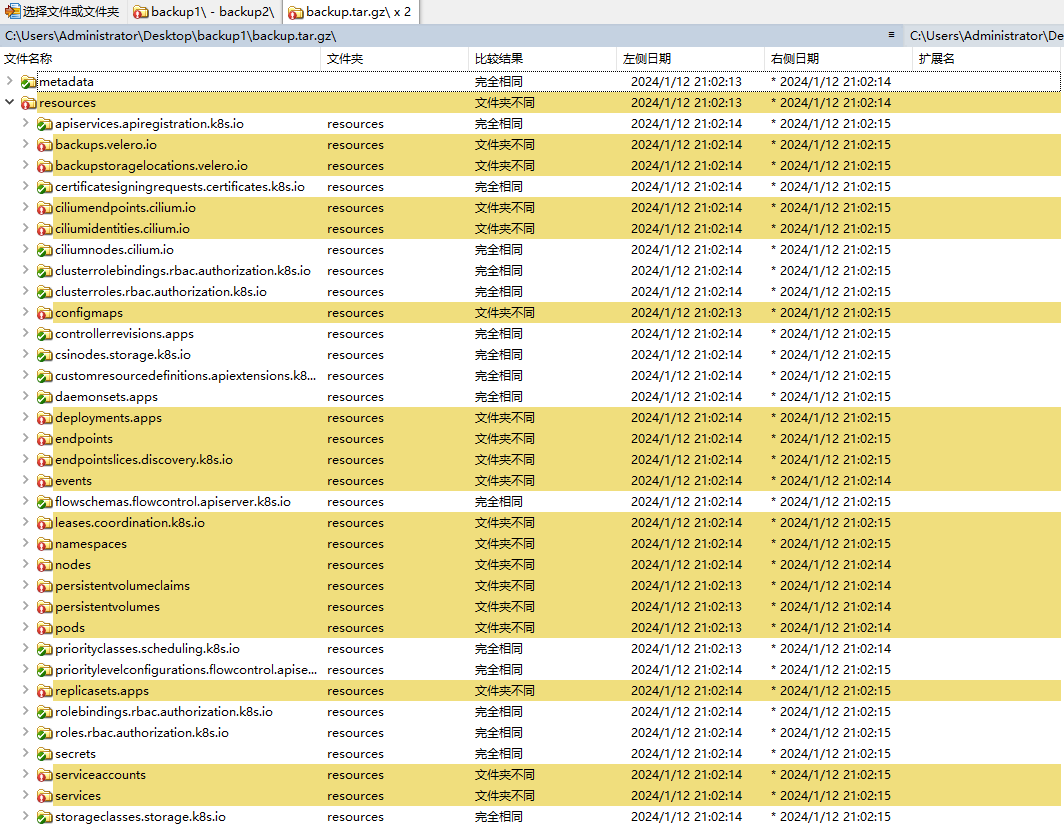 选择文件或文件夹 backup1\ - backup2\ backup.tar.gz\ x 2
C:\Users\Administrator\Desktop\backup1\backup.tar.gz\ C:\Users\Administrator\De
文件名称 文件夹 比较结果 左侧日期 右侧日期 扩展名
metadata 完全相同 2024/1/12 21:02:13 * 2024/1/12 21:02:14
resources 文件夹不同 2024/1/12 21:02:13 * 2024/1/12 21:02:14
apiservices.apiregistration.k8s.io resources 完全相同 2024/1/12 21:02:14 * 2024/1/12 21:02:15
backups.velero.io resources 文件夹不同 2024/1/12 21:02:14 * 2024/1/12 21:02:15
backupstoragelocations.velero.io resources 文件夹不同 2024/1/12 21:02:14 * 2024/1/12 21:02:15
certificatesigningrequests.certificates.k8s.io resources 完全相同 2024/1/12 21:02:14 * 2024/1/12 21:02:15
ciliumendpoints.cilium.io resources 文件夹不同 2024/1/12 21:02:14 * 2024/1/12 21:02:15
ciliumidentities.cilium.io resources 文件夹不同 2024/1/12 21:02:14 * 2024/1/12 21:02:15
ciliumnodes.cilium.io resources 完全相同 2024/1/12 21:02:14 * 2024/1/12 21:02:15
clusterrolebindings.rbac.authorization.k8s.io resources 完全相同 2024/1/12 21:02:14 * 2024/1/12 21:02:15
clusterroles.rbac.authorization.k8s.io resources 完全相同 2024/1/12 21:02:14 * 2024/1/12 21:02:15
configmaps resources 文件夹不同 2024/1/12 21:02:13 * 2024/1/12 21:02:14
controllerrevisions.apps resources 完全相同 2024/1/12 21:02:14 * 2024/1/12 21:02:15
csinodes.storage.k8s.io resources 完全相同 2024/1/12 21:02:14 * 2024/1/12 21:02:15
customresourcedefinitions.apiextensions.k8... resources 完全相同 2024/1/12 21:02:14 * 2024/1/12 21:02:15
daemonsets.apps resources 完全相同 2024/1/12 21:02:14 * 2024/1/12 21:02:15
deployments.apps resources 文件夹不同 2024/1/12 21:02:14 * 2024/1/12 21:02:15
endpoints resources 文件夹不同 2024/1/12 21:02:14 * 2024/1/12 21:02:15
endpointslices.discovery.k8s.io resources 文件夹不同 2024/1/12 21:02:14 * 2024/1/12 21:02:15
events resources 文件夹不同 2024/1/12 21:02:14 * 2024/1/12 21:02:14
flowschemas.flowcontrol.apiserver.k8s.io resources 完全相同 2024/1/12 21:02:14 * 2024/1/12 21:02:15
leases.coordination.k8s.io resources 文件夹不同 2024/1/12 21:02:14 * 2024/1/12 21:02:15
namespaces resources 文件夹不同 2024/1/12 21:02:14 * 2024/1/12 21:02:15
nodes resources 文件夹不同 2024/1/12 21:02:14 * 2024/1/12 21:02:14
persistentvolumeclaims resources 文件夹不同 2024/1/12 21:02:13 * 2024/1/12 21:02:14
persistentvolumes resources 文件夹不同 2024/1/12 21:02:13 * 2024/1/12 21:02:14
pods resources 文件夹不同 2024/1/12 21:02:13 * 2024/1/12 21:02:14
priorityclasses.scheduling.k8s.io resources 完全相同 2024/1/12 21:02:13 * 2024/1/12 21:02:14
prioritylevelconfigurations.flowcontrol.apise... resources 完全相同 2024/1/12 21:02:14 * 2024/1/12 21:02:15
replicasets.apps resources 文件夹不同 2024/1/12 21:02:14 * 2024/1/12 21:02:15
rolebindings.rbac.authorization.k8s.io resources 完全相同 2024/1/12 21:02:14 * 2024/1/12 21:02:15
roles.rbac.authorization.k8s.io resources 完全相同 2024/1/12 21:02:14 * 2024/1/12 21:02:15
secrets resources 完全相同 2024/1/12 21:02:14 * 2024/1/12 21:02:15
serviceaccounts resources 文件夹不同 2024/1/12 21:02:14 * 2024/1/12 21:02:15
services resources 文件夹不同 2024/1/12 21:02:14 * 2024/1/12 21:02:15
storageclasses.storage.k8s.io resources 完全相同 2024/1/12 21:02:14 * 2024/1/12 21:02:15